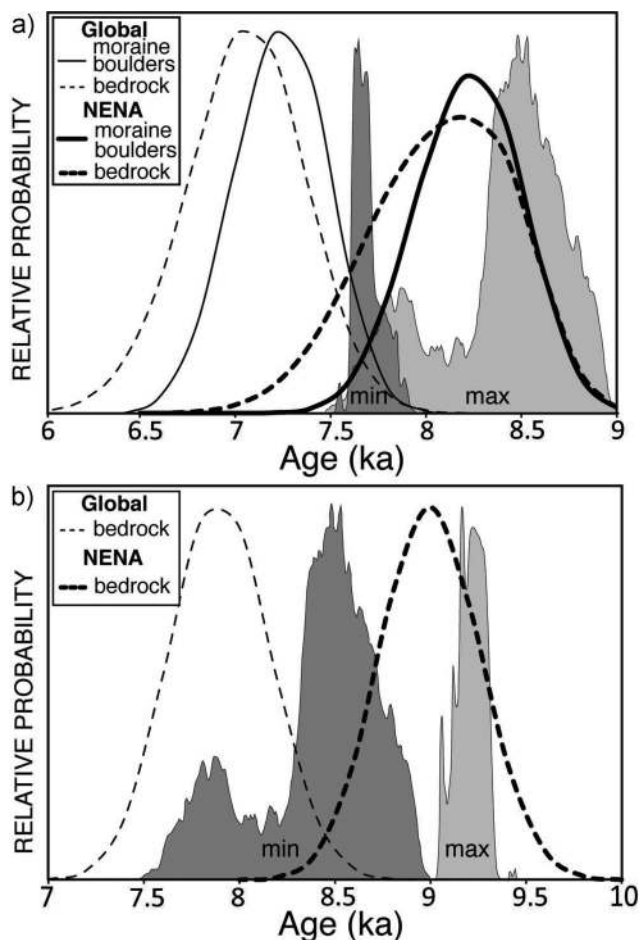 a)
Global
moraine
boulders
bedrock
NENA
moraine
boulders
bedrock
RELATIVE PROBABILITY
min
max
6
6.5
7
7.5
8
8.5
9
Age (ka)
b)
Global
bedrock
NENA
bedrock
RELATIVE PROBABILITY
min
max
7
7.5
8
8.5
9
9.5
10
Age (ka)